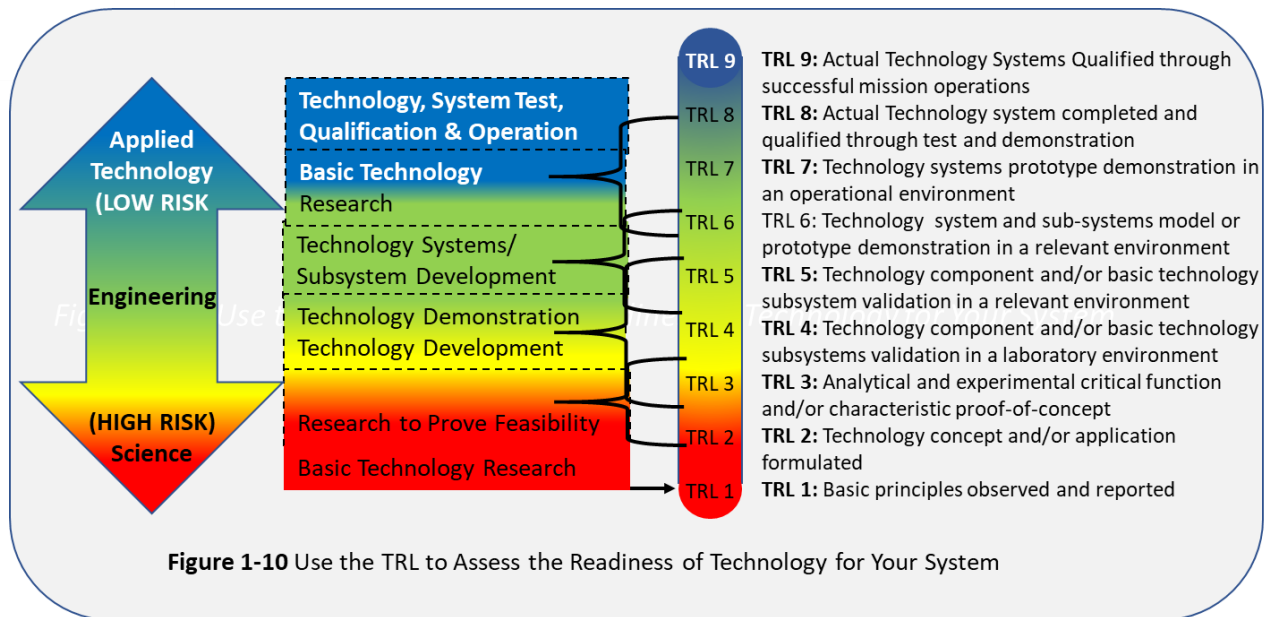 Applied
Technology
(LOW RISK
Engineering
(HIGH RISK)
Science
Technology, System Test,
Qualification & Operation
Basic Technology
Research
Technology Systems/
Subsystem Development
Technology Demonstration
Technology Development
Research to Prove Feasibility
Basic Technology Research
TRL 9
TRL 8
TRL 7
TRL 6
TRL 5
TRL 4
TRL 3
TRL 2
TRL 1
TRL 9: Actual Technology Systems Qualified through
successful mission operations
TRL 8: Actual Technology system completed and
qualified through test and demonstration
TRL 7: Technology systems prototype demonstration in
an operational environment
TRL 6: Technology system and sub-systems model or
prototype demonstration in a relevant environment
TRL 5: Technology component and/or basic technology
subsystem validation in a relevant environment
TRL 4: Technology component and/or basic technology
subsystems validation in a laboratory environment
TRL 3: Analytical and experimental critical function
and/or characteristic proof-of-concept
TRL 2: Technology concept and/or application
formulated
TRL 1: Basic principles observed and reported
Use Technology for Your System
Figure 1-10 Use the TRL to Assess the Readiness of Technology for Your System